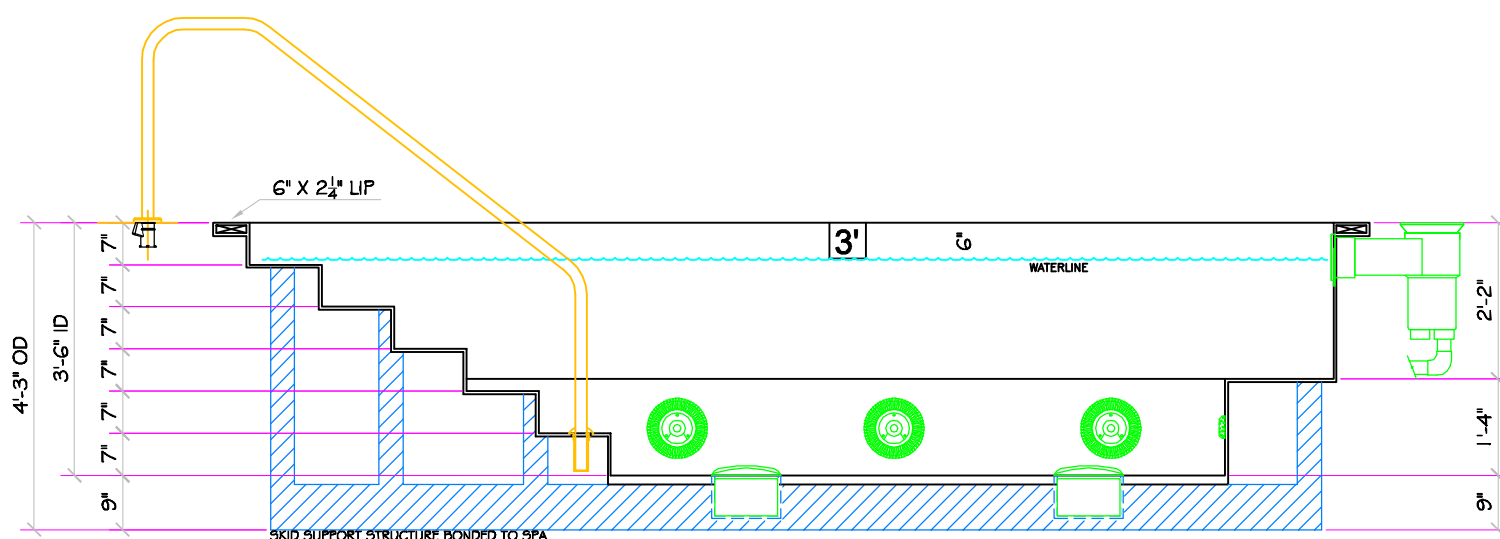 6" X 2¼" LIP
3'
6"
WATERLINE
4'-3" OD
3'-6" ID
7"
7"
7"
7"
7"
7"
9"
2'-2"
1'-4"
9"
SKID SUPPORT STRUCTURE BONDED TO SPA